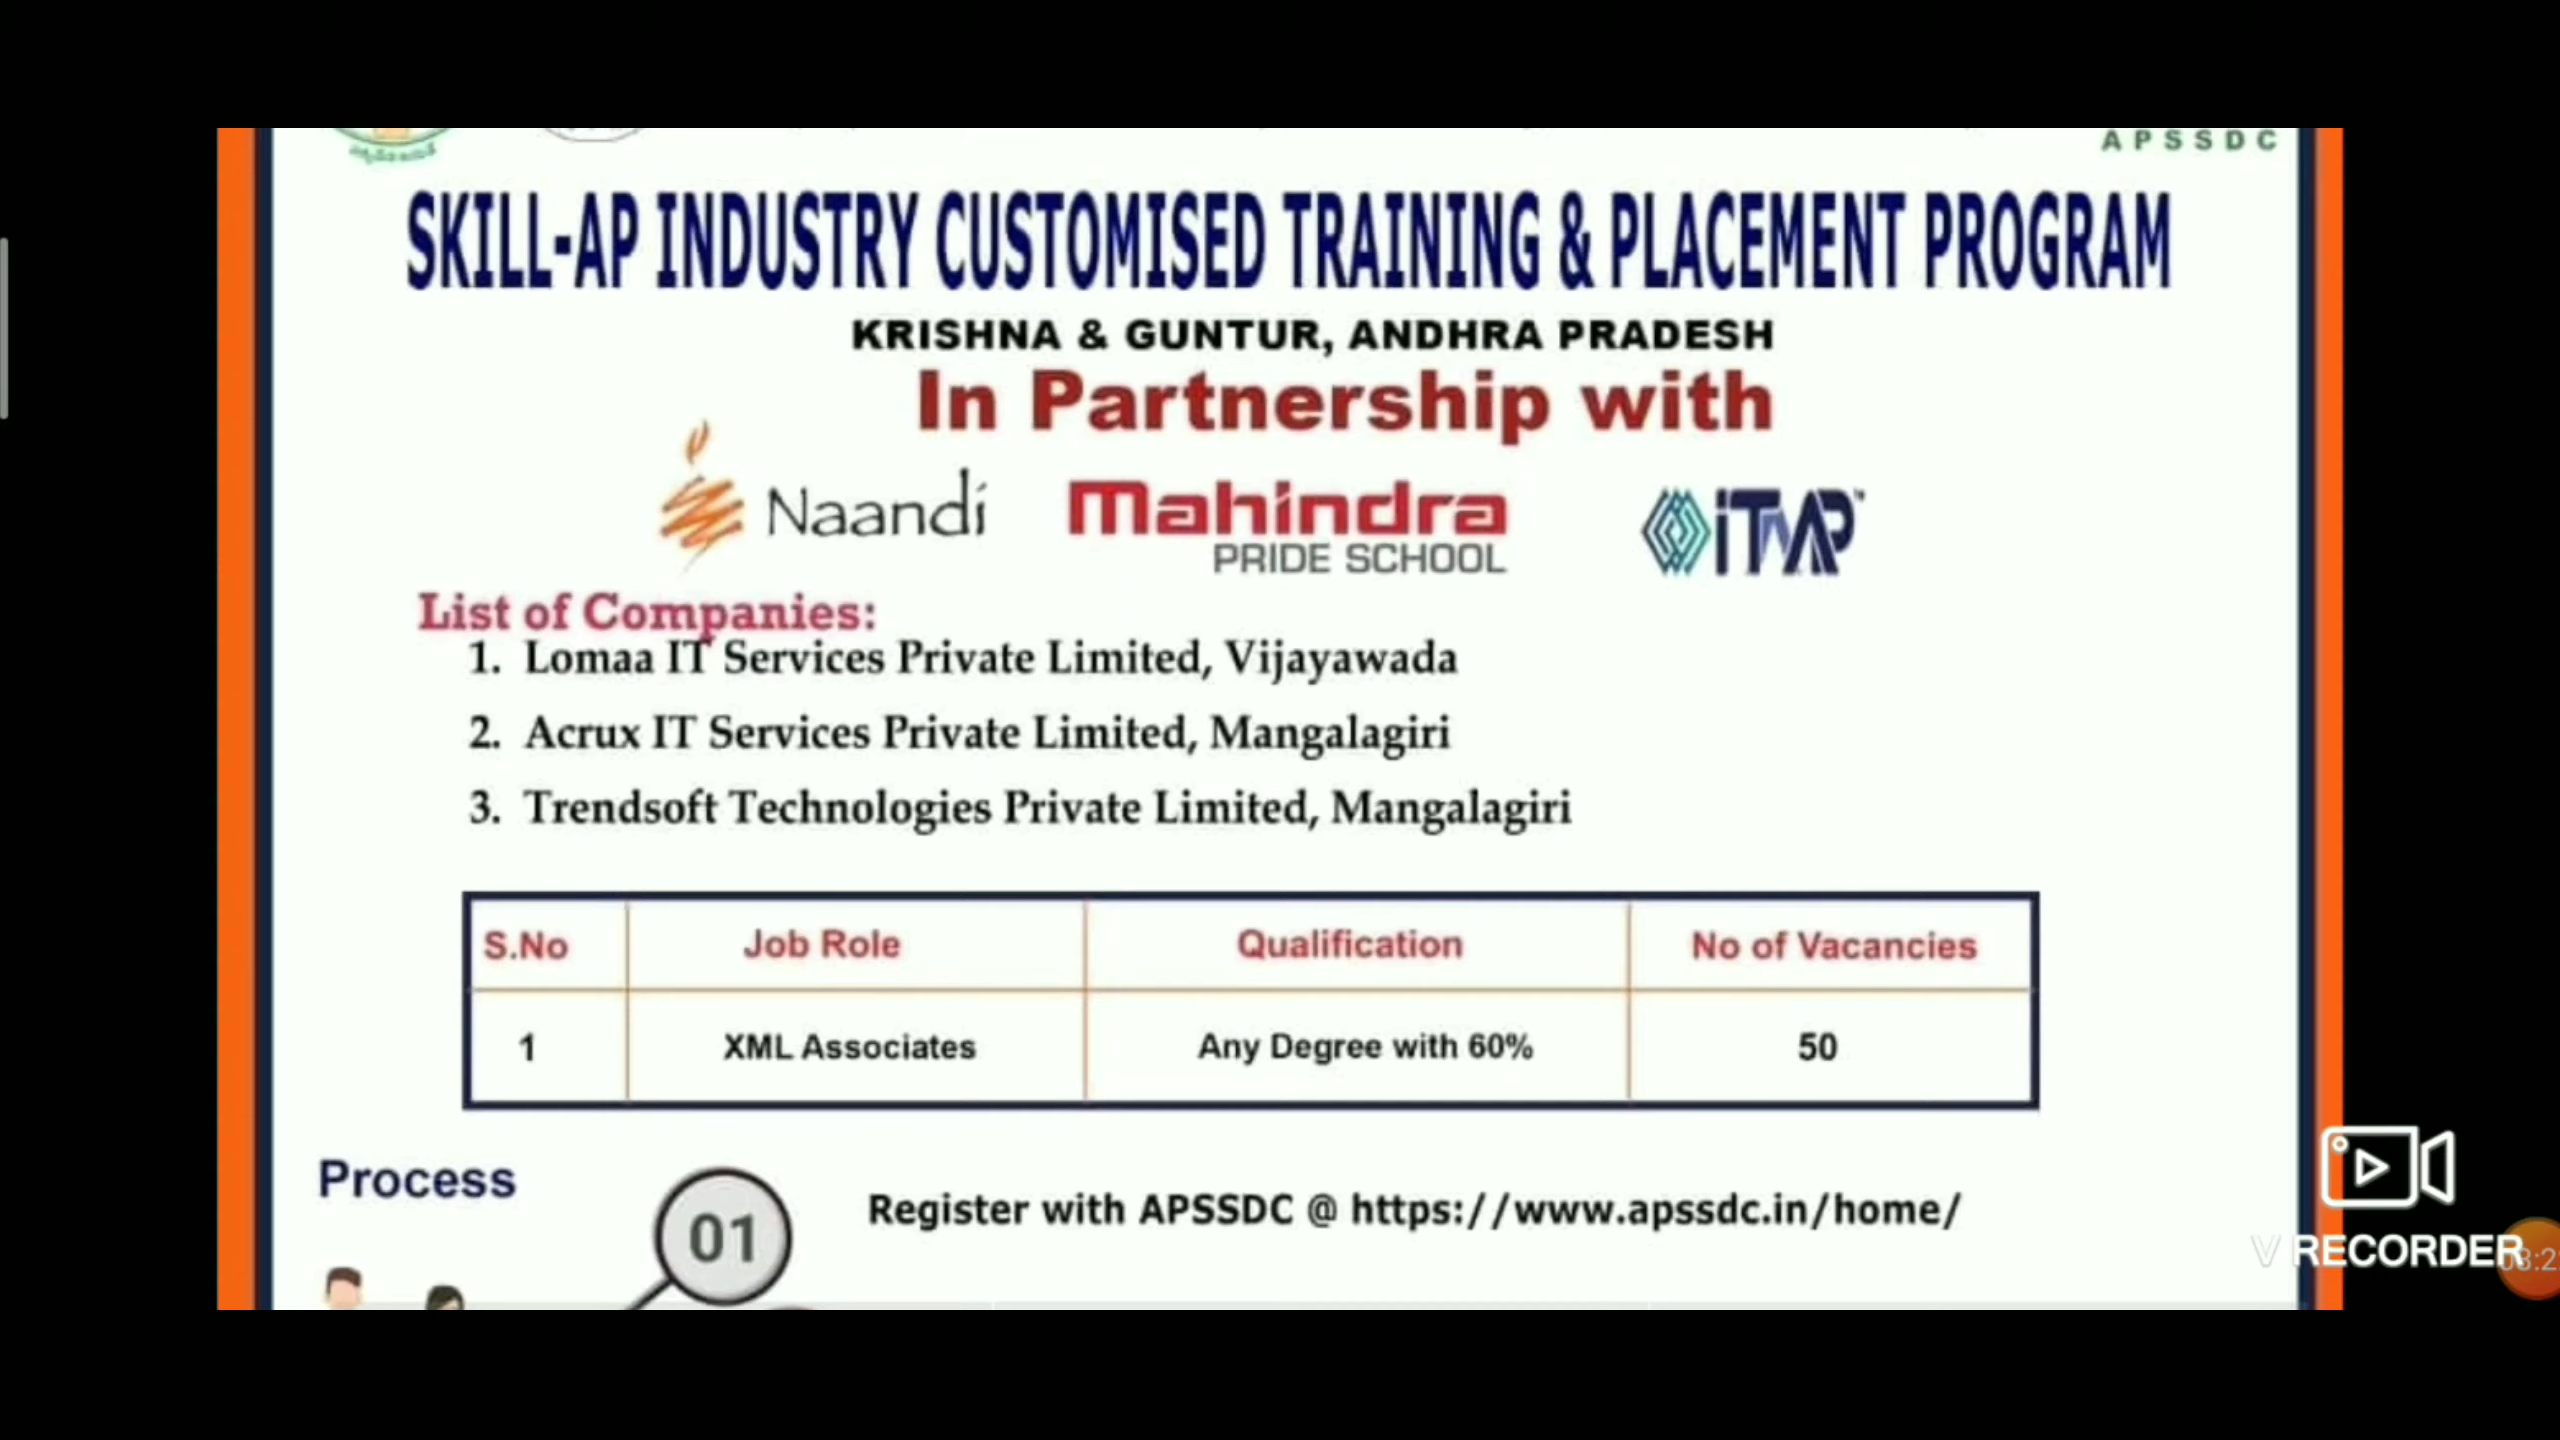 APSSDC
SKILL-AP INDUSTRY CUSTOMISED TRAINING & PLACEMENT PROGRAM
KRISHNA & GUNTUR, ANDHRA PRADESH
In Partnership with
Naandi
Mahindra
PRIDE SCHOOL
iTAAP
List of Companies:
1. Lomaa IT Services Private Limited, Vijayawada
2. Acrux IT Services Private Limited, Mangalagiri
3. Trendsoft Technologies Private Limited, Mangalagiri
S.No Job Role Qualification No of Vacancies
1 XML Associates Any Degree with 60% 50
Process
01
Register with APSSDC @ https://www.apssdc.in/home/
V RECORDER